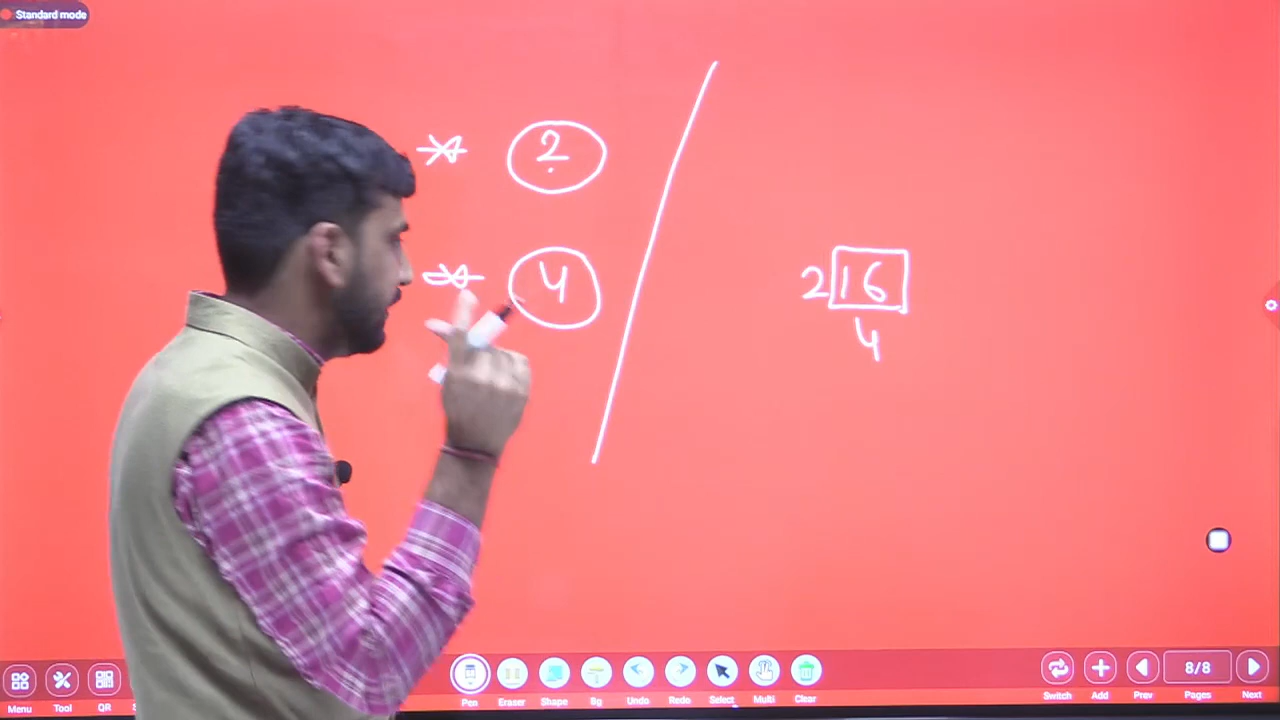 Standard mode
* 2
* 4
2 16
4
Menu Tool QR S Pen Eraser Shape Bg Undo Redo Select Multi Clear Switch Add Prev 8/8 Pages Next